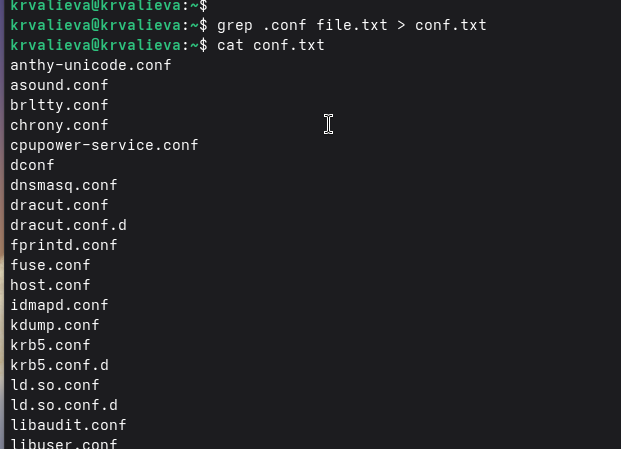 krvalieva@krvalieva:~$
krvalieva@krvalieva:~$ grep .conf file.txt > conf.txt
krvalieva@krvalieva:~$ cat conf.txt
anthy-unicode.conf
asound.conf
brltty.conf
chrony.conf
cpupower-service.conf
dconf
dnsmasq.conf
dracut.conf
dracut.conf.d
fprintd.conf
fuse.conf
host.conf
idmapd.conf
kdump.conf
krb5.conf
krb5.conf.d
ld.so.conf
ld.so.conf.d
libaudit.conf
libuser.conf